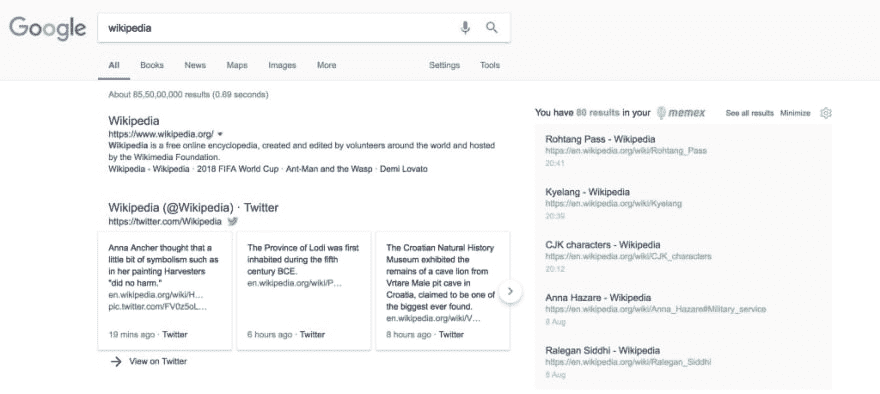 Google
wikipedia
All Books News Maps Images More Settings Tools
About 85,50,00,000 results (0.69 seconds)
Wikipedia
https://www.wikipedia.org/
Wikipedia is a free online encyclopedia, created and edited by volunteers around the world and hosted
by the Wikimedia Foundation.
Wikipedia - Wikipedia · 2018 FIFA World Cup · Ant-Man and the Wasp · Demi Lovato
Wikipedia (@Wikipedia) · Twitter
https://twitter.com/Wikipedia
Anna Ancher thought that a
little bit of symbolism such as
in her painting Harvesters
"did no harm."
en.wikipedia.org/wiki/H...
pic.twitter.com/FV0z5oL...
19 mins ago · Twitter
The Province of Lodi was first
inhabited during the fifth
century BCE.
en.wikipedia.org/wiki/P...
6 hours ago · Twitter
The Croatian Natural History
Museum exhibited the
remains of a cave lion from
Vrtare Male pit cave in
Croatia, claimed to be one of
the biggest ever found.
en.wikipedia.org/wiki/V...
8 hours ago · Twitter
View on Twitter
You have 80 results in your memex See all results Minimize
Rohtang Pass - Wikipedia
https://en.wikipedia.org/wiki/Rohtang_Pass
20:41
Kyelang - Wikipedia
https://en.wikipedia.org/wiki/Kyelang
20:39
CJK characters - Wikipedia
https://en.wikipedia.org/wiki/CJK_characters
20:12
Anna Hazare - Wikipedia
https://en.wikipedia.org/wiki/Anna_Hazare#Military_service
8 Aug
Ralegan Siddhi - Wikipedia
https://en.wikipedia.org/wiki/Ralegan_Siddhi
8 Aug